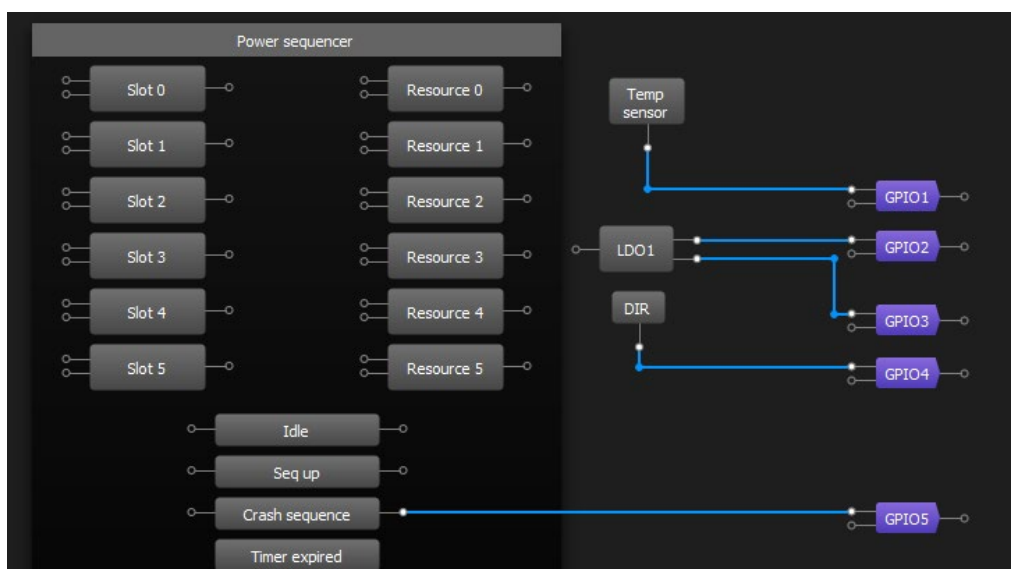 Power sequencer
Slot 0
Resource 0
Slot 1
Resource 1
Slot 2
Resource 2
Slot 3
Resource 3
Slot 4
Resource 4
Slot 5
Resource 5
Idle
Seq up
Crash sequence
Timer expired
Temp
sensor
LDO1
DIR
GPIO1
GPIO2
GPIO3
GPIO4
GPIO5